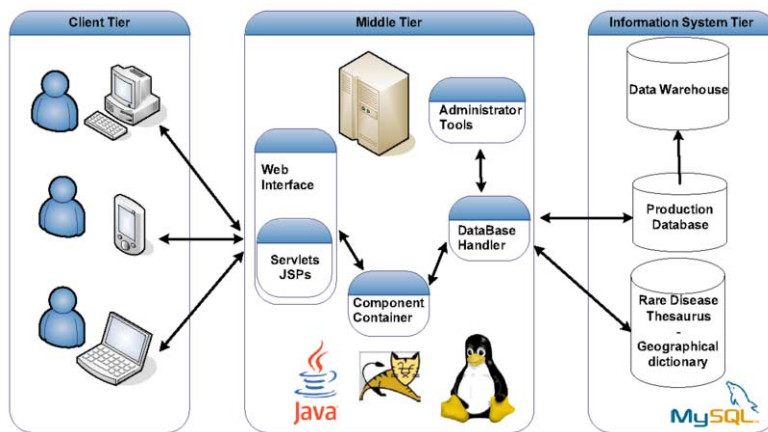 Client Tier
Middle Tier
Information System Tier
Data Warehouse
Administrator
Tools
Web
Interface
Production
Database
DataBase
Handler
Servlets
JSPs
Component
Container
Rare Disease
Thesaurus
-
Geographical
dictionary
Java
MySQL